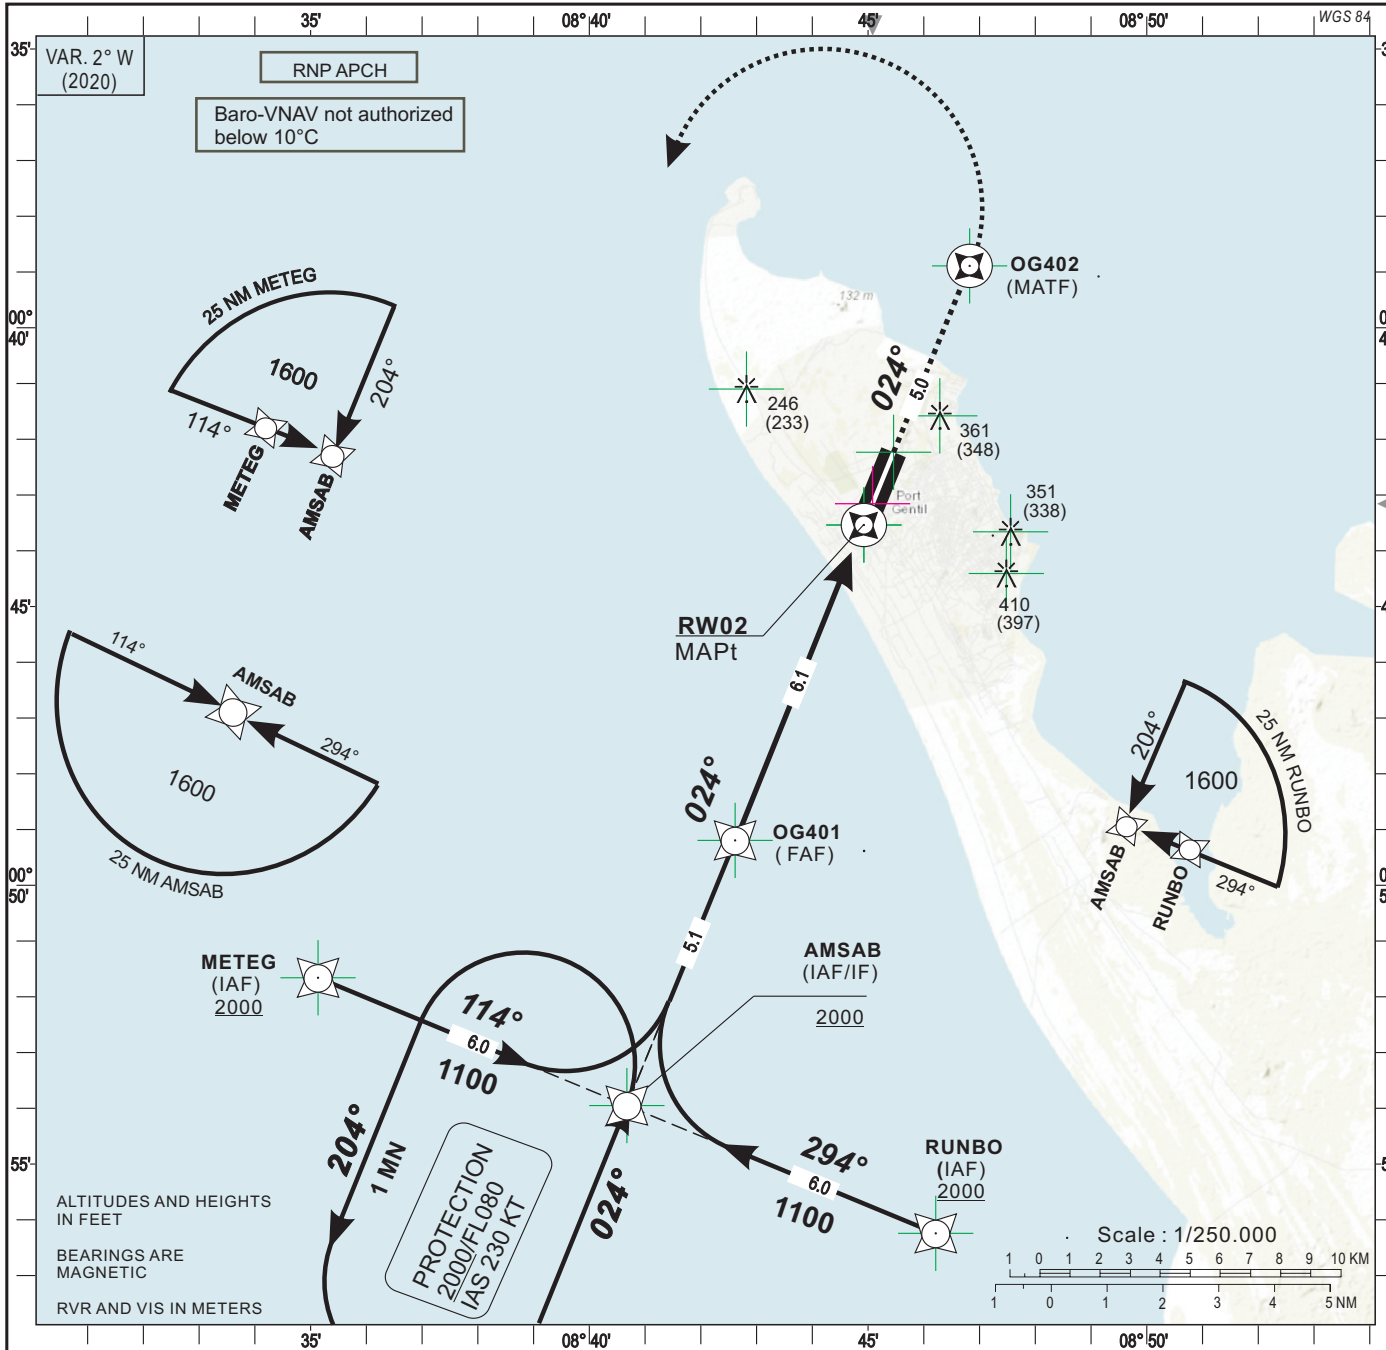 35'
08° 40'
45'
08° 50'
WGS 84
35'
VAR. 2° W
(2020)
RNP APCH
Baro-VNAV not authorized
below 10°C
OG402
(MATF)
132 m
25 NM METEG
1600
204°
114°
METEG
AMSAB
00°
40'
024°
5.0
246
(233)
361
(348)
Port
Gentil
351
(338)
410
(397)
45'
RW02
MAPt
6.1
114°
AMSAB
294°
1600
25 NM AMSAB
204°
1600
25 NM RUNBO
AMSAB
RUNBO
294°
024°
OG401
( FAF)
00°
50'
5.1
METEG
(IAF)
2000
AMSAB
(IAF/IF)
2000
114°
6.0
1100
204°
1 MN
PROTECTION
2000/FL080
IAS 230 KT
024°
294°
6.0
1100
RUNBO
(IAF)
2000
55'
ALTITUDES AND HEIGHTS
IN FEET
BEARINGS ARE
MAGNETIC
RVR AND VIS IN METERS
Scale : 1/250.000
1 0 1 2 3 4 5 6 7 8 9 10 KM
1 0 1 2 3 4 5 NM
35'
08° 40'
45'
08° 50'